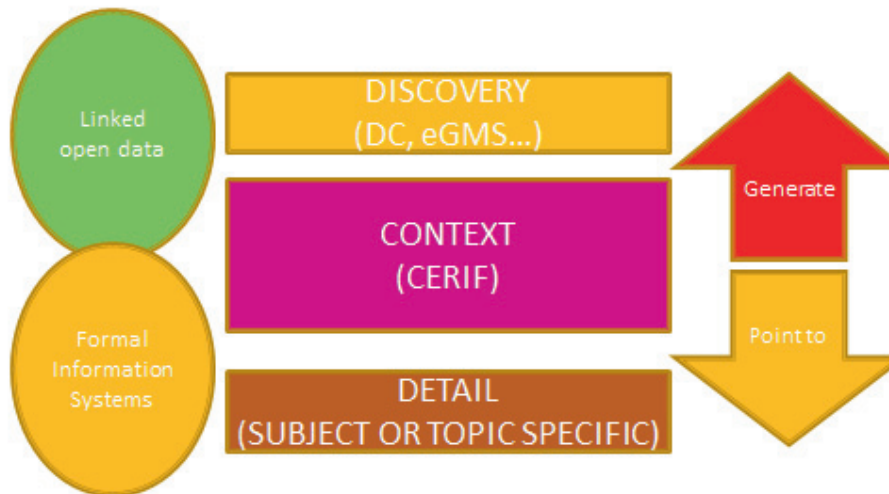 Linked
open data
DISCOVERY
(DC, eGMS...)
Generate
CONTEXT
(CERIF)
Formal
Information
Systems
Point to
DETAIL
(SUBJECT OR TOPIC SPECIFIC)